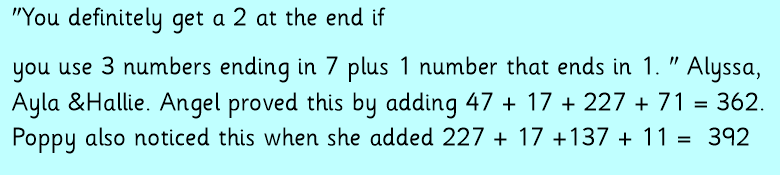 "You definitely get a 2 at the end if
you use 3 numbers ending in 7 plus 1 number that ends in 1. " Alyssa,
Ayla &Hallie. Angel proved this by adding 47 + 17 + 227 + 71 = 362.
Poppy also noticed this when she added 227 + 17 +137 + 11 = 392